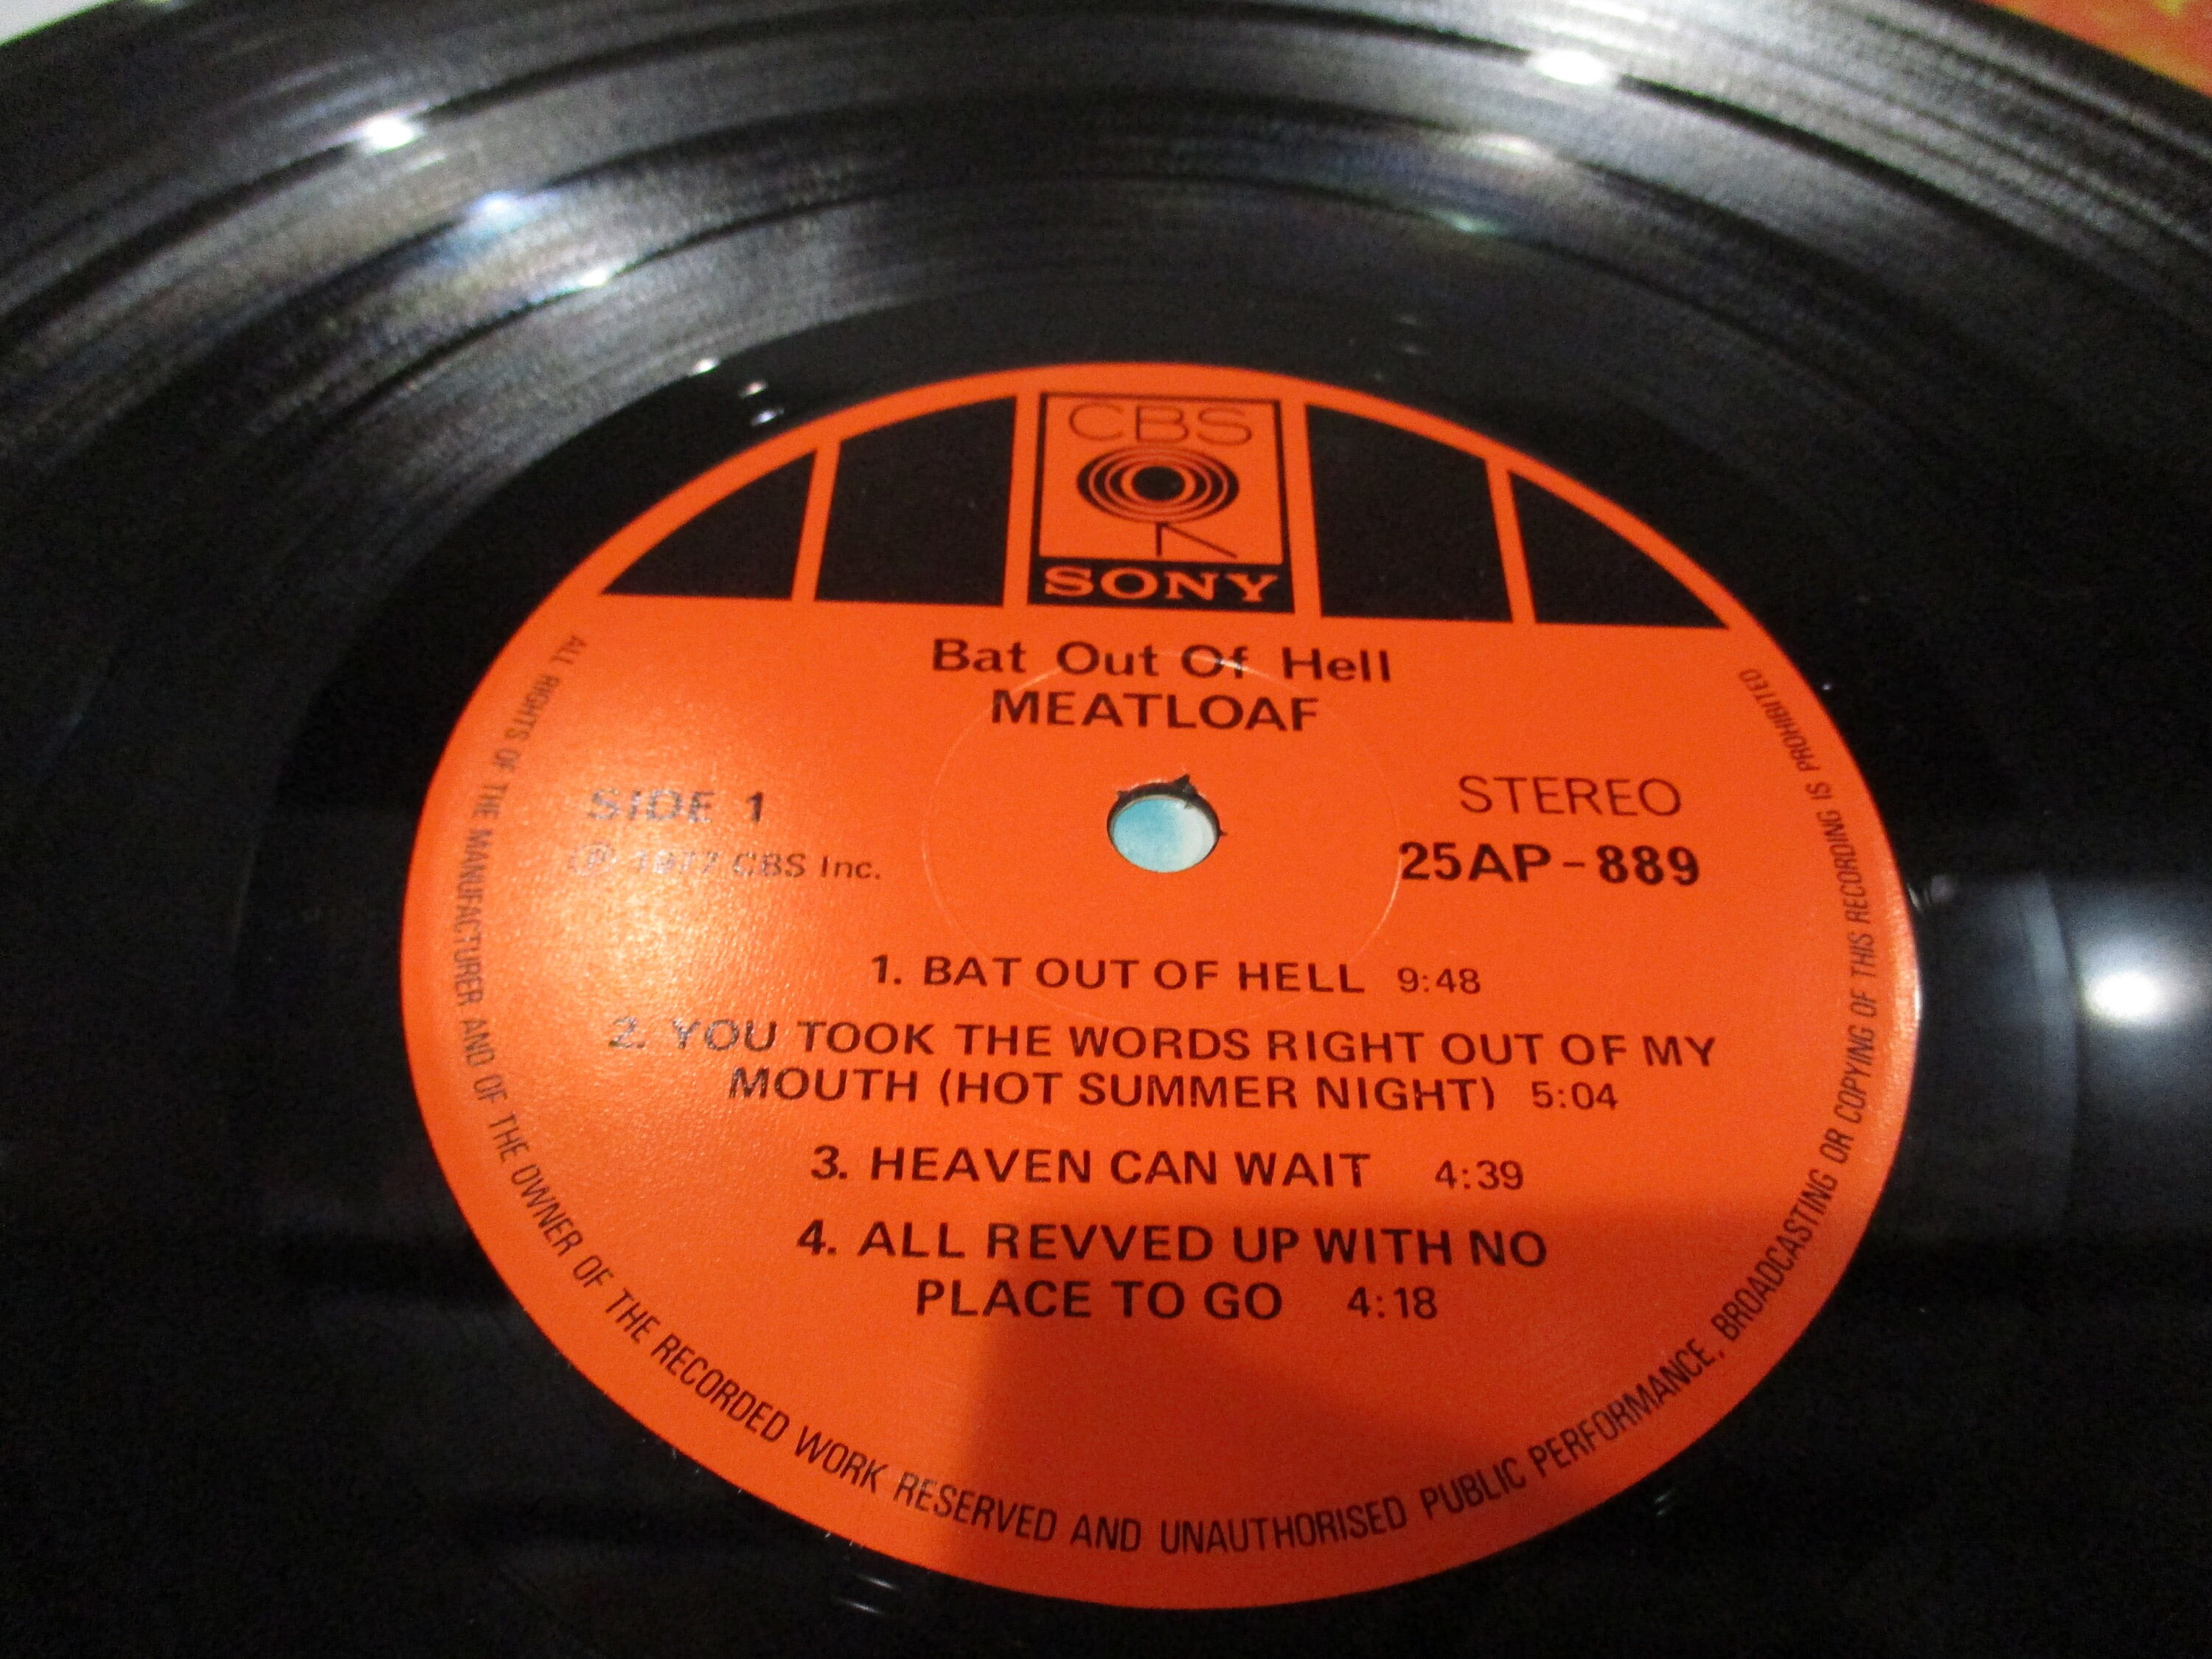 CBS
SONY
Bat Out Of Hell
MEATLOAF
SIDE 1
STEREO
℗ 1977 CBS Inc.
25AP-889
1. BAT OUT OF HELL 9:48
2. YOU TOOK THE WORDS RIGHT OUT OF MY
MOUTH (HOT SUMMER NIGHT) 5:04
3. HEAVEN CAN WAIT 4:39
4. ALL REVVED UP WITH NO
PLACE TO GO 4:18
ALL RIGHTS OF THE MANUFACTURER AND OF THE OWNER OF THE RECORDED WORK RESERVED AND UNAUTHORISED PUBLIC PERFORMANCE, BROADCASTING OR COPYING OF THIS RECORDING IS PROHIBITED